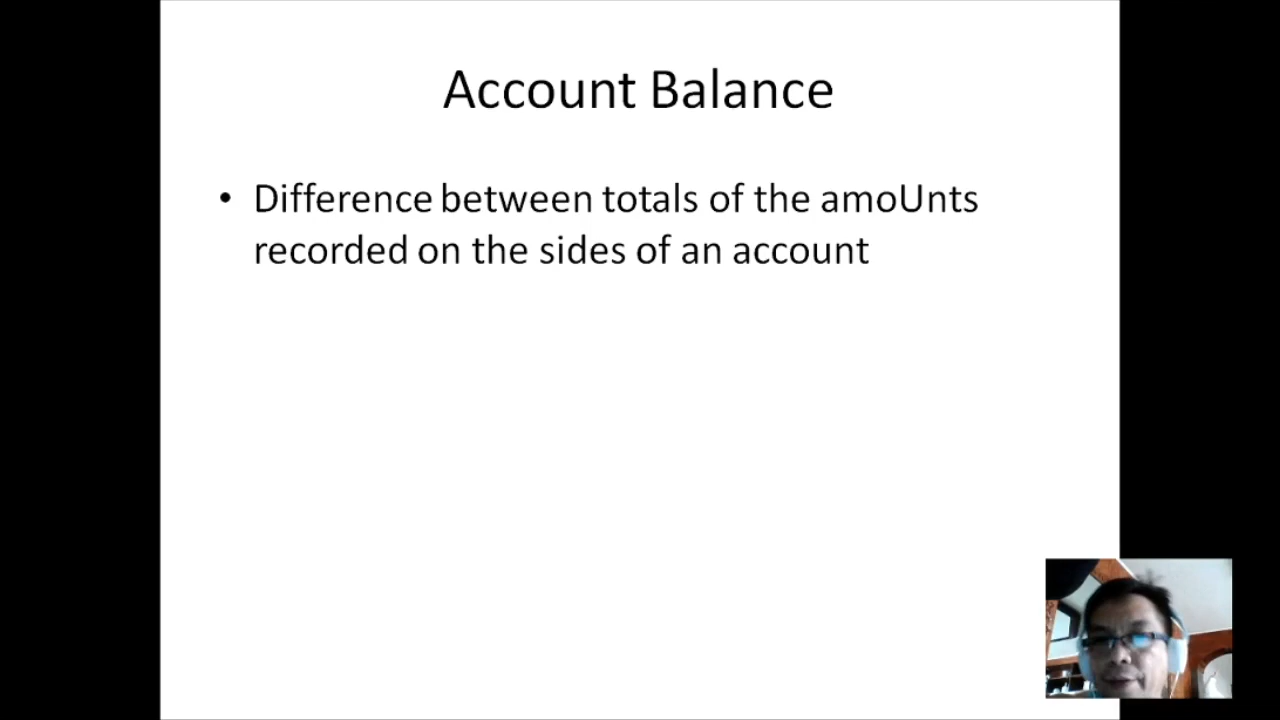 Account Balance
• Difference between totals of the amoUnts
recorded on the sides of an account